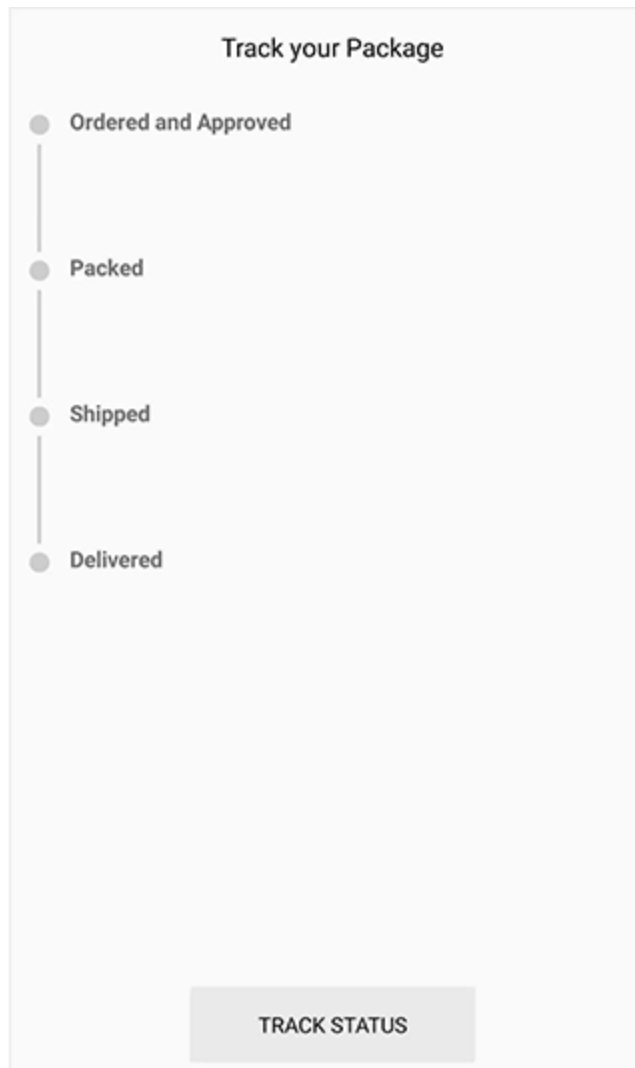 Track your Package
Ordered and Approved
Packed
Shipped
Delivered
TRACK STATUS